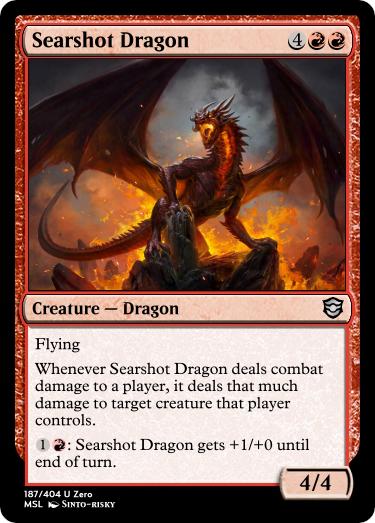 Searshot Dragon 4
Creature — Dragon
Flying
Whenever Searshot Dragon deals combat
damage to a player, it deals that much
damage to target creature that player
controls.
1 : Searshot Dragon gets +1/+0 until
end of turn.
4/4
187/404 U Zero
MSL Sinto-risky